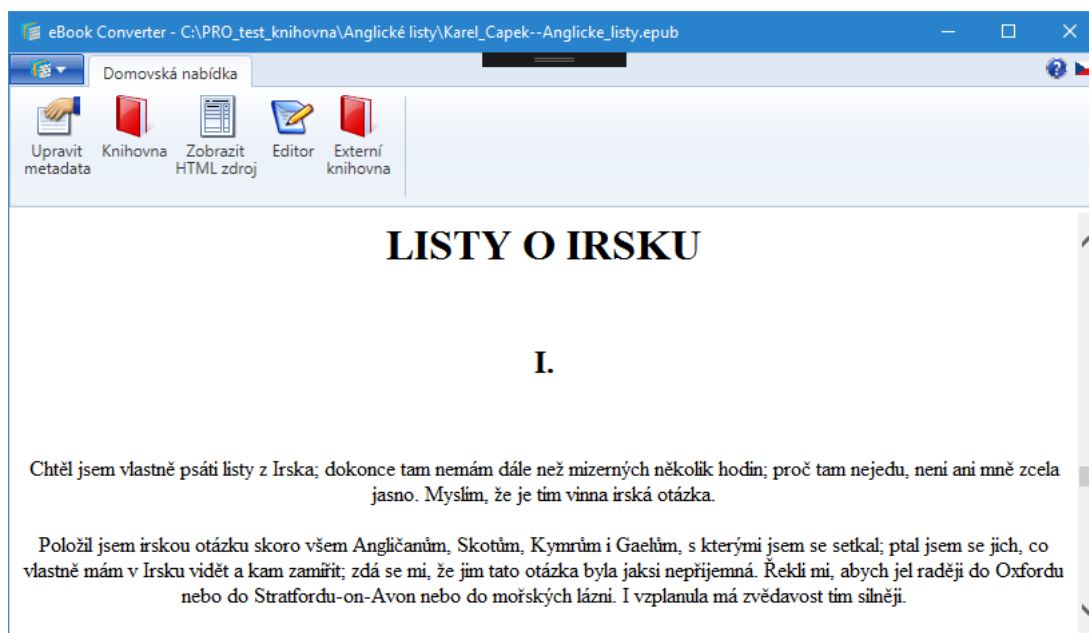 eBook Converter - C:\PRO_test_knihovna\Anglické listy\Karel_Capek--Anglicke_listy.epub
Domovská nabídka
Upravit metadata
Knihovna
Zobrazit HTML zdroj
Editor
Externí knihovna
LISTY O IRSKU
I.
Chtěl jsem vlastně psáti listy z Irska; dokonce tam nemám dále než mizerných několik hodin; proč tam nejedu, není ani mně zcela
jasno. Myslím, že je tím vinna irská otázka.
Položil jsem irskou otázku skoro všem Angličanům, Skotům, Kymrům i Gaelům, s kterými jsem se setkal; ptal jsem se jich, co
vlastně mám v Irsku vidět a kam zamířit; zdá se mi, že jim tato otázka byla jaksi nepříjemná. Řekli mi, abych jel raději do Oxfordu
nebo do Stratfordu-on-Avon nebo do mořských lázní. I vzplanula má zvědavost tím silněji.